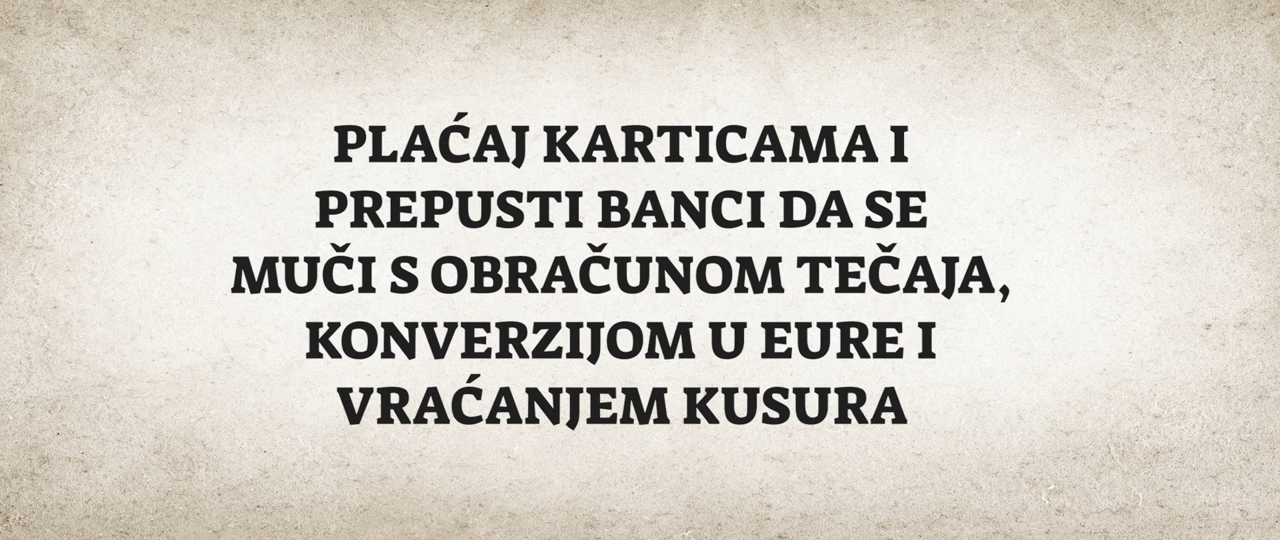 PLAĆAJ KARTICAMA I
PREPUSTI BANCI DA SE
MUČI S OBRAČUNOM TEČAJA,
KONVERZIJOM U EURE I
VRAĆANJEM KUSURA